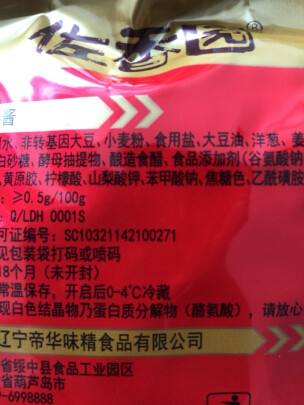 佐香园®
酱
水、非转基因大豆、小麦粉、食用盐、大豆油、洋葱、姜
白砂糖、酵母抽提物、酿造食醋、食品添加剂(谷氨酸钠
黄原胶、柠檬酸、山梨酸钾、苯甲酸钠、焦糖色、乙酰磺胺
:≥0.5g/100g
:Q/LDH 0001S
可证编号:SC10321142100271
见包装袋打码或喷码
18个月(未开封)
常温保存,开启后0-4℃冷藏
现白色结晶物乃蛋白质分解物(酪氨酸)
辽宁帝华味精食品有限公司
省绥中县食品工业园区
省葫芦岛市
9-6998888